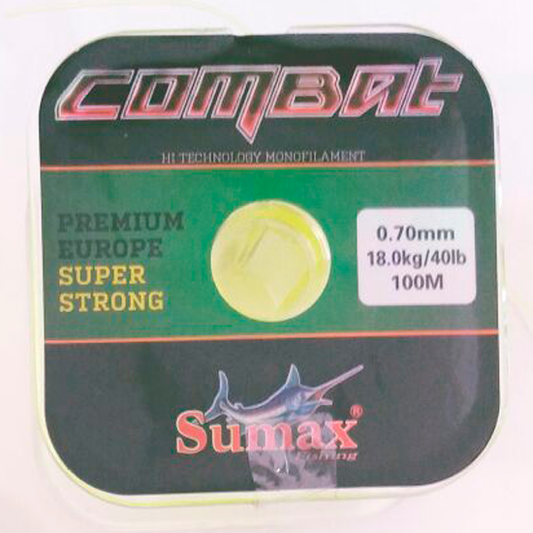 COMBAt
HI TECHNOLOGY MONOFILAMENT
PREMIUM
EUROPE
SUPER
STRONG
0.70mm
18.0kg/40lb
100M
Sumax®
Fishing